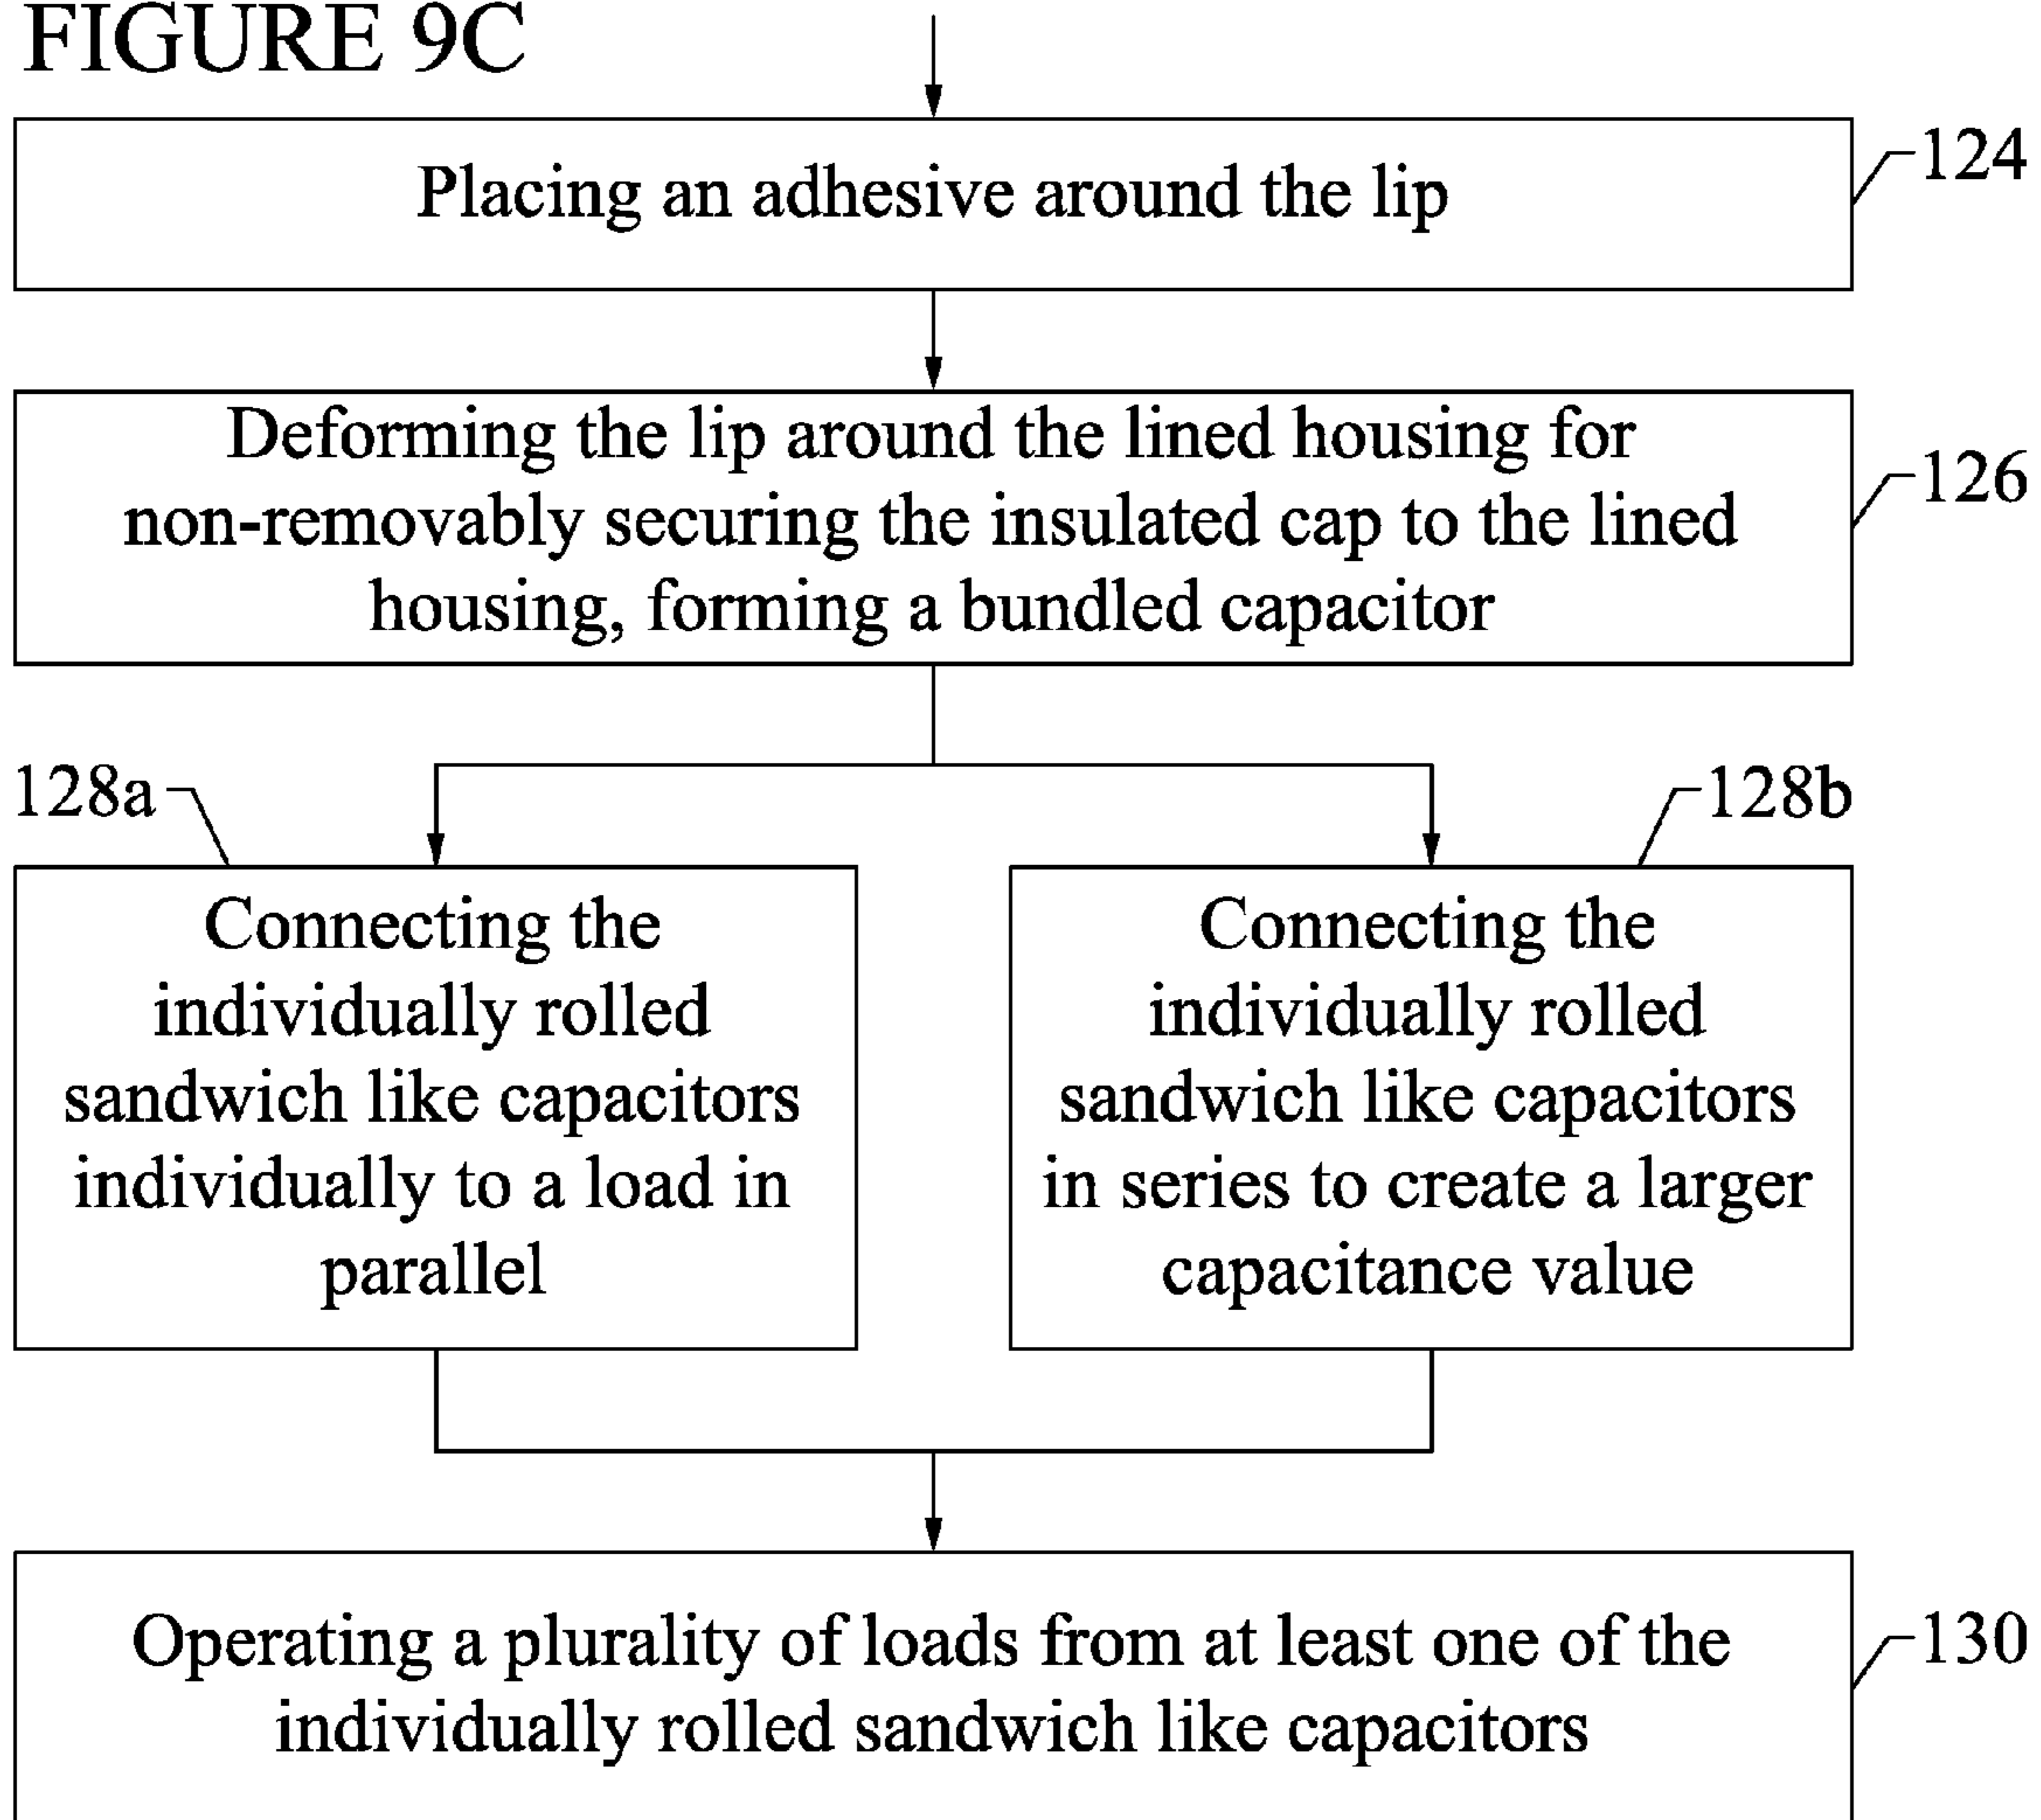 FIGURE 9C
Placing an adhesive around the lip
124
Deforming the lip around the lined housing for
non-removably securing the insulated cap to the lined
housing, forming a bundled capacitor
126
128a
128b
Connecting the
individually rolled
sandwich like capacitors
individually to a load in
parallel
Connecting the
individually rolled
sandwich like capacitors
in series to create a larger
capacitance value
Operating a plurality of loads from at least one of the
individually rolled sandwich like capacitors
130